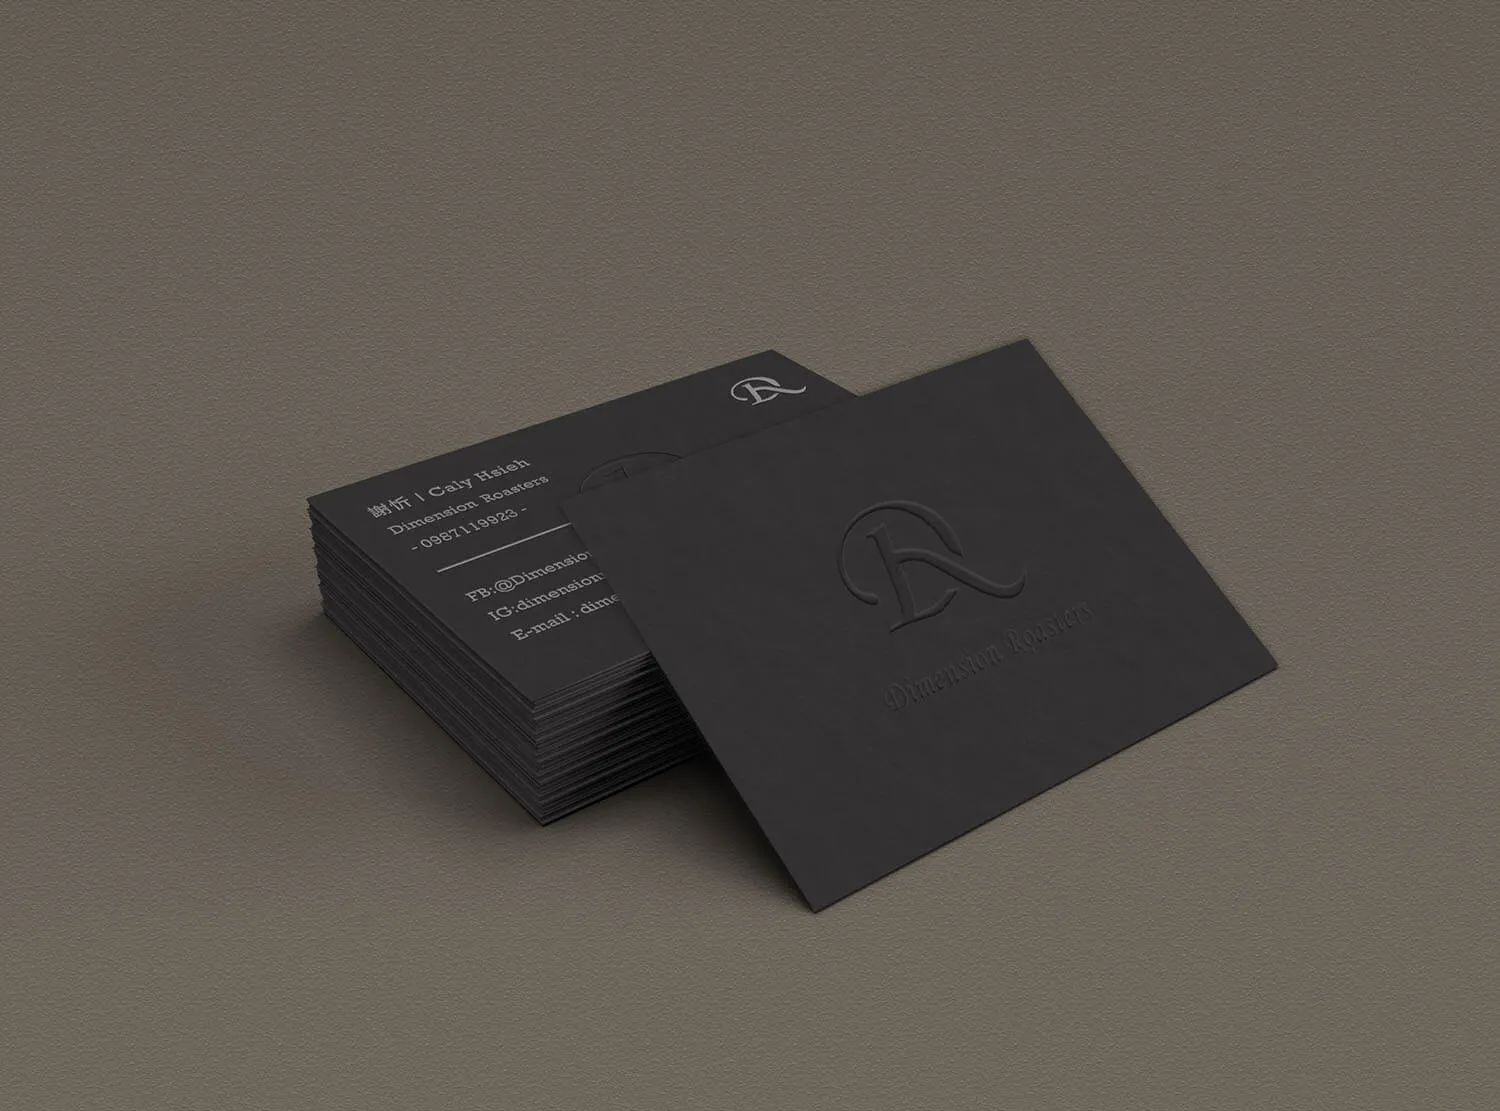 謝忻 | Caly Hsieh
Dimension Roasters
- 0987119923 -
FB:@Dimension
IG:dimension
E-mail : dime
Dimension Roasters